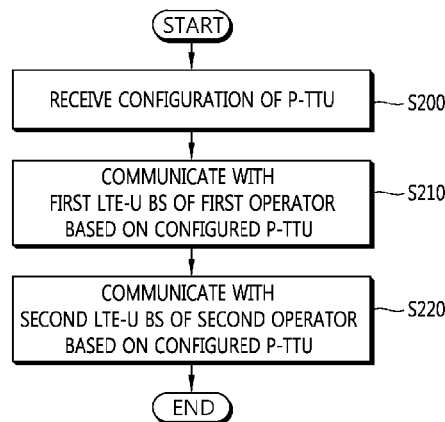 START
RECEIVE CONFIGURATION OF P-TTU
S200
COMMUNICATE WITH
FIRST LTE-U BS OF FIRST OPERATOR
BASED ON CONFIGURED P-TTU
S210
COMMUNICATE WITH
SECOND LTE-U BS OF SECOND OPERATOR
BASED ON CONFIGURED P-TTU
S220
END